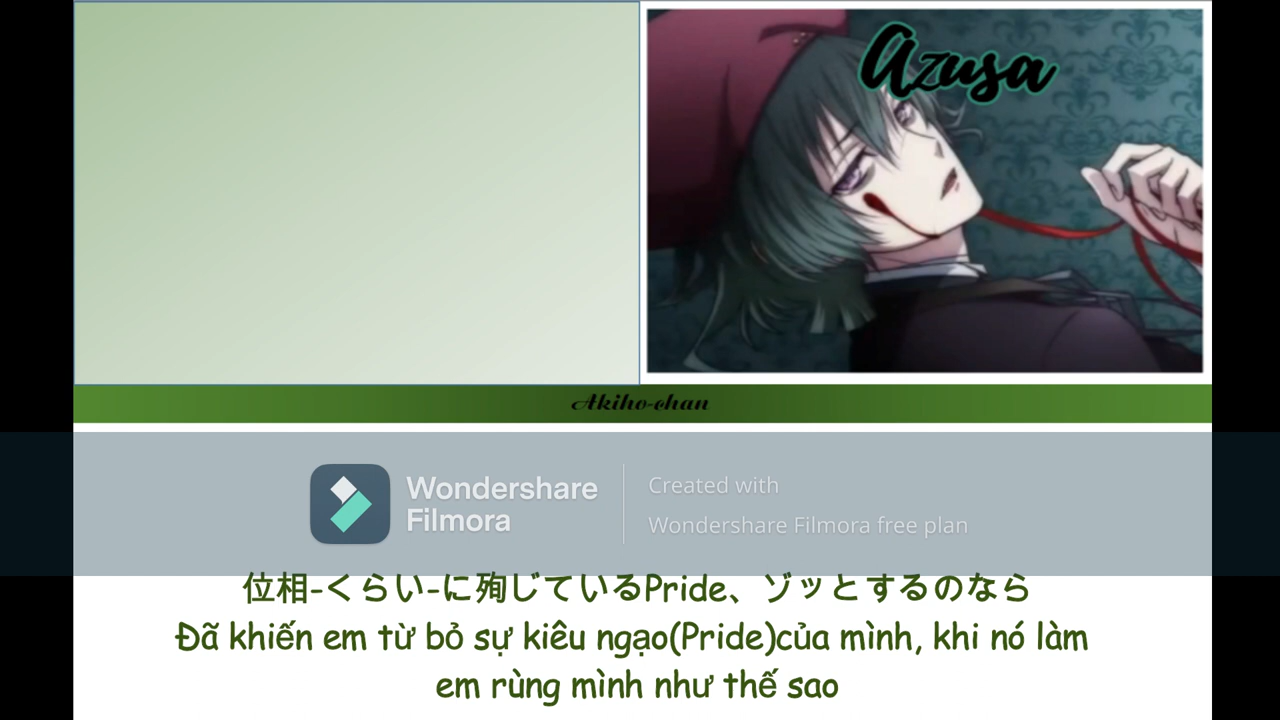 Azusa
Akiho-chan
Wondershare
Filmora
Created with
Wondershare Filmora free plan
位相-くらい-に殉じているPride、ゾッとするのなら
Đã khiến em từ bỏ sự kiêu ngạo(Pride)của mình, khi nó làm
em rùng mình như thế sao